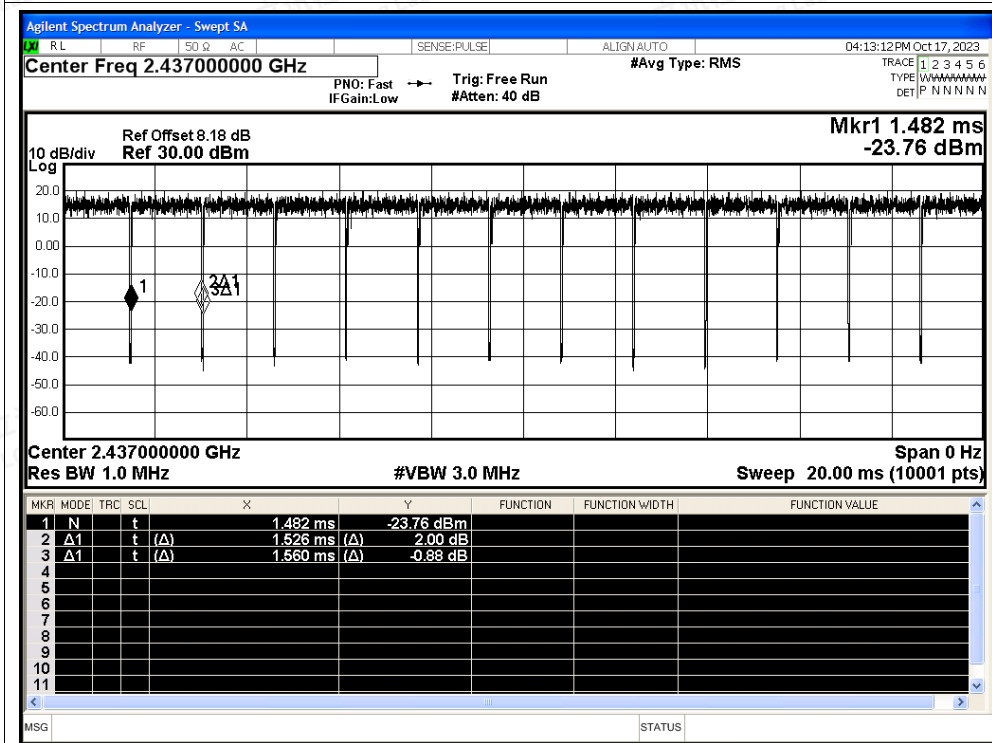 Agilent Spectrum Analyzer - Swept SA
LXI RL RF 50 Ω AC SENSE:PULSE ALIGN AUTO 04:13:12 PM Oct 17, 2023
Center Freq 2.437000000 GHz #Avg Type: RMS TRACE 1 2 3 4 5 6
PNO: Fast Trig: Free Run TYPE WWWWWW
IFGain:Low #Atten: 40 dB DET P N N N N N
Mkr1 1.482 ms
-23.76 dBm
Ref Offset 8.18 dB
10 dB/div Ref 30.00 dBm
Log
20.0
10.0
0.00
-10.0
1 2Δ1
3Δ1
-20.0
-30.0
-40.0
-50.0
-60.0
Center 2.437000000 GHz Span 0 Hz
Res BW 1.0 MHz #VBW 3.0 MHz Sweep 20.00 ms (10001 pts)
MKR MODE TRC SCL X Y FUNCTION FUNCTION WIDTH FUNCTION VALUE
1 N t 1.482 ms -23.76 dBm
2 Δ1 t (Δ) 1.526 ms (Δ) 2.00 dB
3 Δ1 t (Δ) 1.560 ms (Δ) -0.88 dB
4
5
6
7
8
9
10
11
MSG STATUS